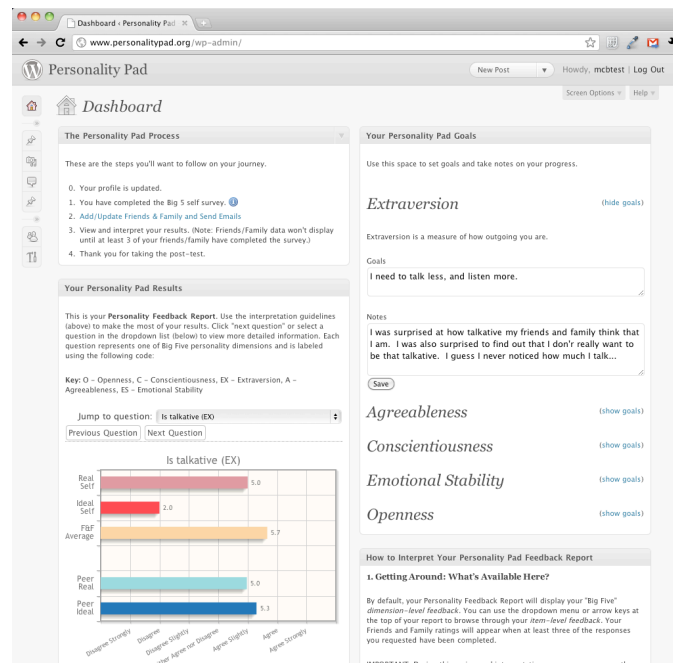 Dashboard ‹ Personality Pad
www.personalitypad.org/wp-admin/
Personality Pad
New Post
Howdy, mcbtest | Log Out
Screen Options
Help
Dashboard
The Personality Pad Process
These are the steps you'll want to follow on your journey.
0. Your profile is updated.
1. You have completed the Big 5 self survey.
2. Add/Update Friends & Family and Send Emails
3. View and interpret your results. (Note: Friends/Family data won't display
until at least 3 of your friends/family have completed the survey.)
4. Thank you for taking the post-test.
Your Personality Pad Results
This is your Personality Feedback Report. Use the interpretation guidelines
(above) to make the most of your results. Click "next question" or select a
question in the dropdown list (below) to view more detailed information. Each
question represents one of Big Five personality dimensions and is labeled
using the following code:
Key: O – Openness, C – Conscientiousness, EX – Extraversion, A –
Agreeableness, ES – Emotional Stability
Jump to question: Is talkative (EX)
Previous Question Next Question
Is talkative (EX)
Real
Self
5.0
Ideal
Self
2.0
F&F
Average
5.7
Peer
Real
5.0
Peer
Ideal
5.3
Disagree Strongly
Disagree
Disagree Slightly
ther Agree not Disagree
Agree Slightly
Agree
Agree Strongly
Your Personality Pad Goals
Use this space to set goals and take notes on your progress.
Extraversion
(hide goals)
Extraversion is a measure of how outgoing you are.
Goals
I need to talk less, and listen more.
Notes
I was surprised at how talkative my friends and family think that
I am. I was also surprised to find out that I don'r really want to
be that talkative. I guess I never noticed how much I talk...
Save
Agreeableness
(show goals)
Conscientiousness
(show goals)
Emotional Stability
(show goals)
Openness
(show goals)
How to Interpret Your Personality Pad Feedback Report
1. Getting Around: What's Available Here?
By default, your Personality Feedback Report will display your "Big Five"
dimension-level feedback. You can use the dropdown menu or arrow keys at
the top of your report to browse through your item-level feedback. Your
Friends and Family ratings will appear when at least three of the responses
you requested have been completed.